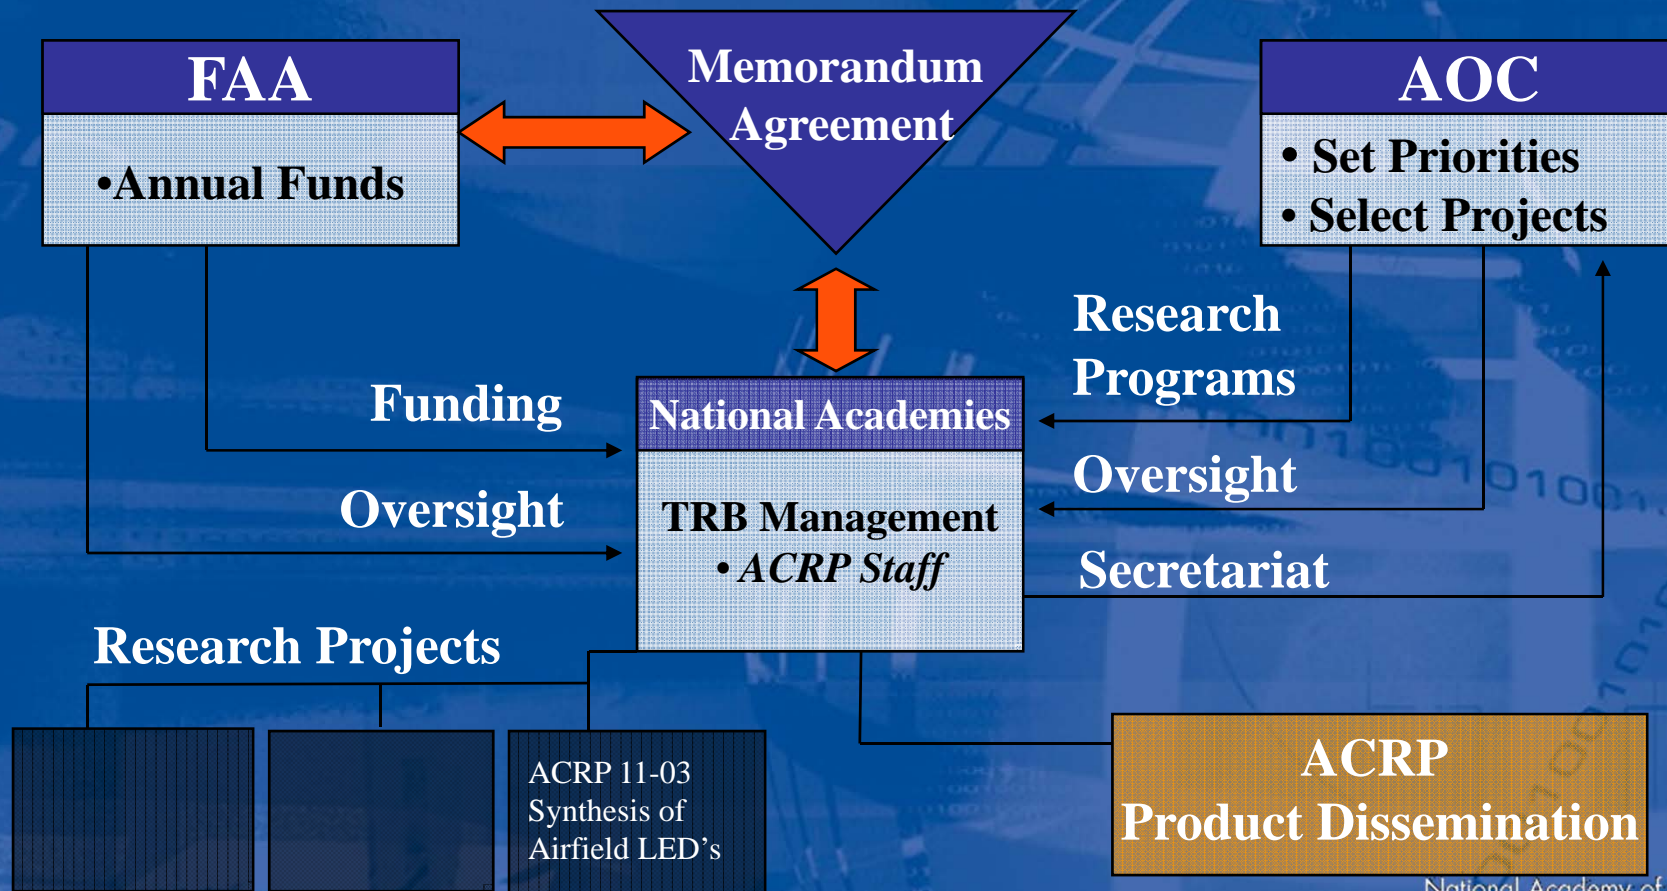 FAA
•Annual Funds
Memorandum
Agreement
AOC
• Set Priorities
• Select Projects
Research
Programs
Funding
National Academies
Oversight
Oversight
TRB Management
• ACRP Staff
Secretariat
Research Projects
ACRP 11-03
Synthesis of
Airfield LED's
ACRP
Product Dissemination
National Academy of